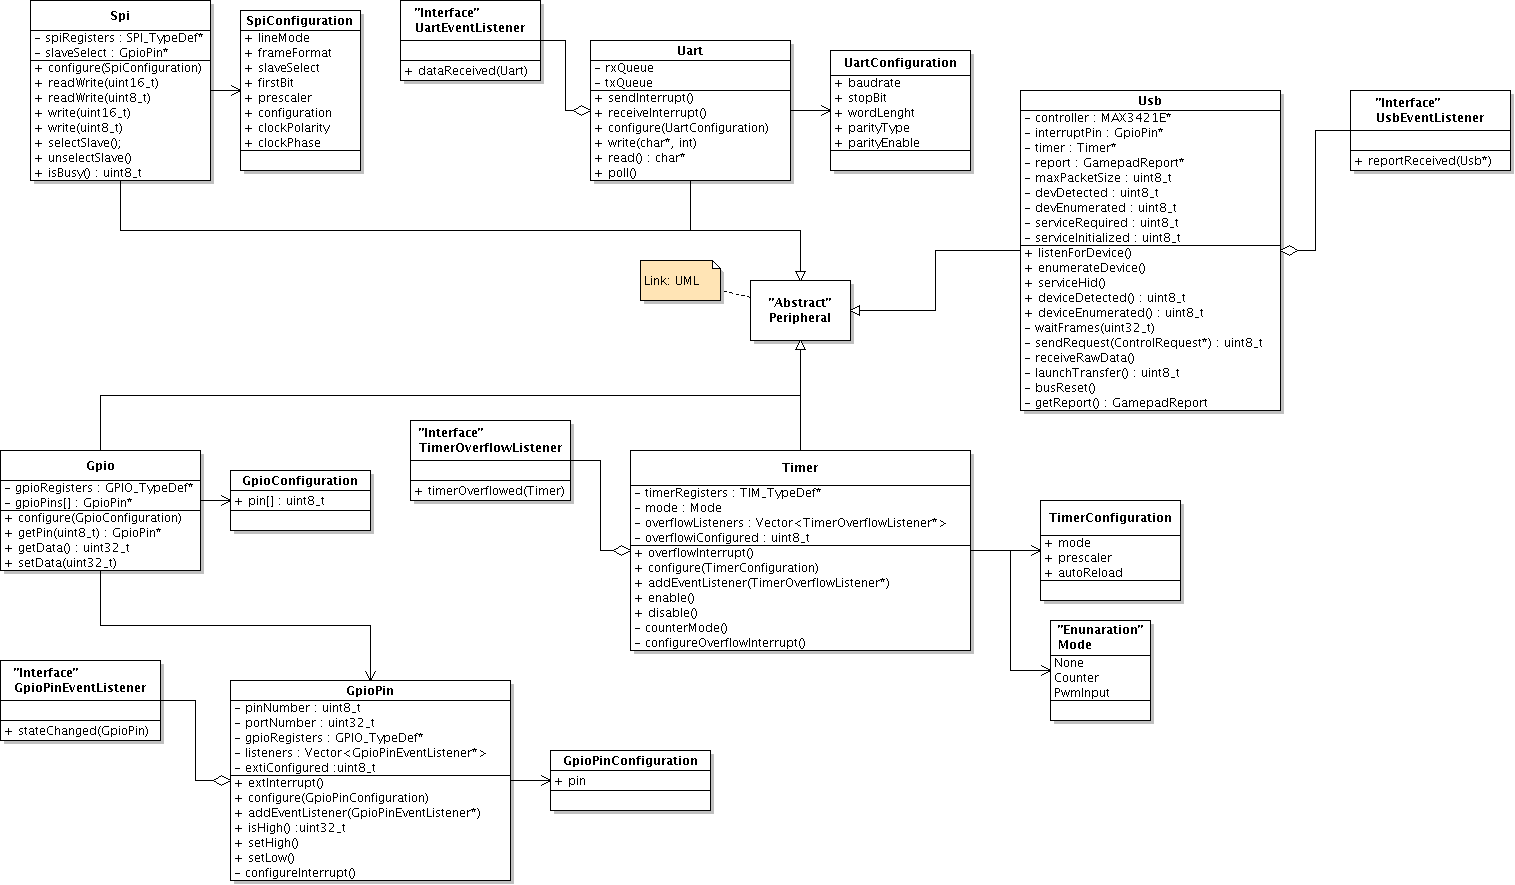 Spi
- spiRegisters : SPI_TypeDef*
- slaveSelect : GpioPin*
+ configure(SpiConfiguration)
+ readWrite(uint16_t)
+ readWrite(uint8_t)
+ write(uint16_t)
+ write(uint8_t)
+ selectSlave();
+ unselectSlave()
+ isBusy() : uint8_t
SpiConfiguration
+ lineMode
+ frameFormat
+ slaveSelect
+ firstBit
+ prescaler
+ configuration
+ clockPolarity
+ clockPhase
"Interface"
UartEventListener
+ dataReceived(Uart)
Uart
- rxQueue
- txQueue
+ sendInterrupt()
+ receiveInterrupt()
+ configure(UartConfiguration)
+ write(char*, int)
+ read() : char*
+ poll()
UartConfiguration
+ baudrate
+ stopBit
+ wordLenght
+ parityType
+ parityEnable
Usb
- controller : MAX3421E*
- interruptPin : GpioPin*
- timer : Timer*
- report : GamepadReport*
- maxPacketSize : uint8_t
- devDetected : uint8_t
- devEnumerated : uint8_t
- serviceRequired : uint8_t
- serviceInitialized : uint8_t
+ listenForDevice()
+ enumerateDevice()
+ serviceHid()
+ deviceDetected() : uint8_t
+ deviceEnumerated() : uint8_t
- waitFrames(uint32_t)
- sendRequest(ControlRequest*) : uint8_t
- receiveRawData()
- launchTransfer() : uint8_t
- busReset()
- getReport() : GamepadReport
"Interface"
UsbEventListener
+ reportReceived(Usb*)
Link: UML
"Abstract"
Peripheral
Gpio
- gpioRegisters : GPIO_TypeDef*
- gpioPins[] : GpioPin*
+ configure(GpioConfiguration)
+ getPin(uint8_t) : GpioPin*
+ getData() : uint32_t
+ setData(uint32_t)
GpioConfiguration
+ pin[] : uint8_t
"Interface"
TimerOverflowListener
+ timerOverflowed(Timer)
Timer
- timerRegisters : TIM_TypeDef*
- mode : Mode
- overflowListeners : Vector<TimerOverflowListener*>
- overflowiConfigured : uint8_t
+ overflowInterrupt()
+ configure(TimerConfiguration)
+ addEventListener(TimerOverflowListener*)
+ enable()
+ disable()
- counterMode()
- configureOverflowInterrupt()
TimerConfiguration
+ mode
+ prescaler
+ autoReload
"Enunaration"
Mode
None
Counter
PwmInput
"Interface"
GpioPinEventListener
+ stateChanged(GpioPin)
GpioPin
- pinNumber : uint8_t
- portNumber : uint32_t
- gpioRegisters : GPIO_TypeDef*
- listeners : Vector<GpioPinEventListener*>
- extiConfigured :uint8_t
+ extInterrupt()
+ configure(GpioPinConfiguration)
+ addEventListener(GpioPinEventListener*)
+ isHigh() :uint32_t
+ setHigh()
+ setLow()
- configureInterrupt()
GpioPinConfiguration
+ pin